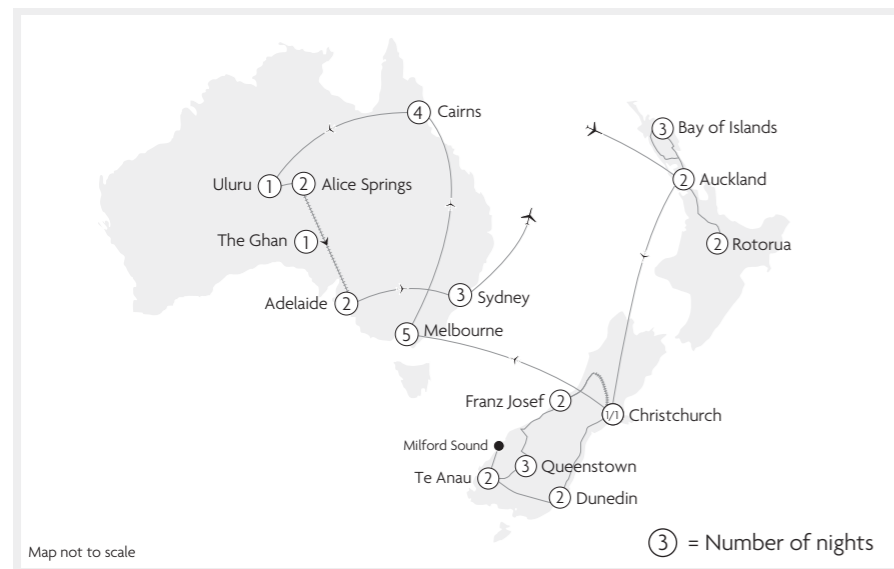 4 Cairns
3 Bay of Islands
Uluru 1
2 Alice Springs
2 Auckland
The Ghan 1
2 Rotorua
Adelaide 2
3 Sydney
5 Melbourne
Franz Josef 2
1/1 Christchurch
Milford Sound
3 Queenstown
Te Anau 2
2 Dunedin
Map not to scale
3 = Number of nights